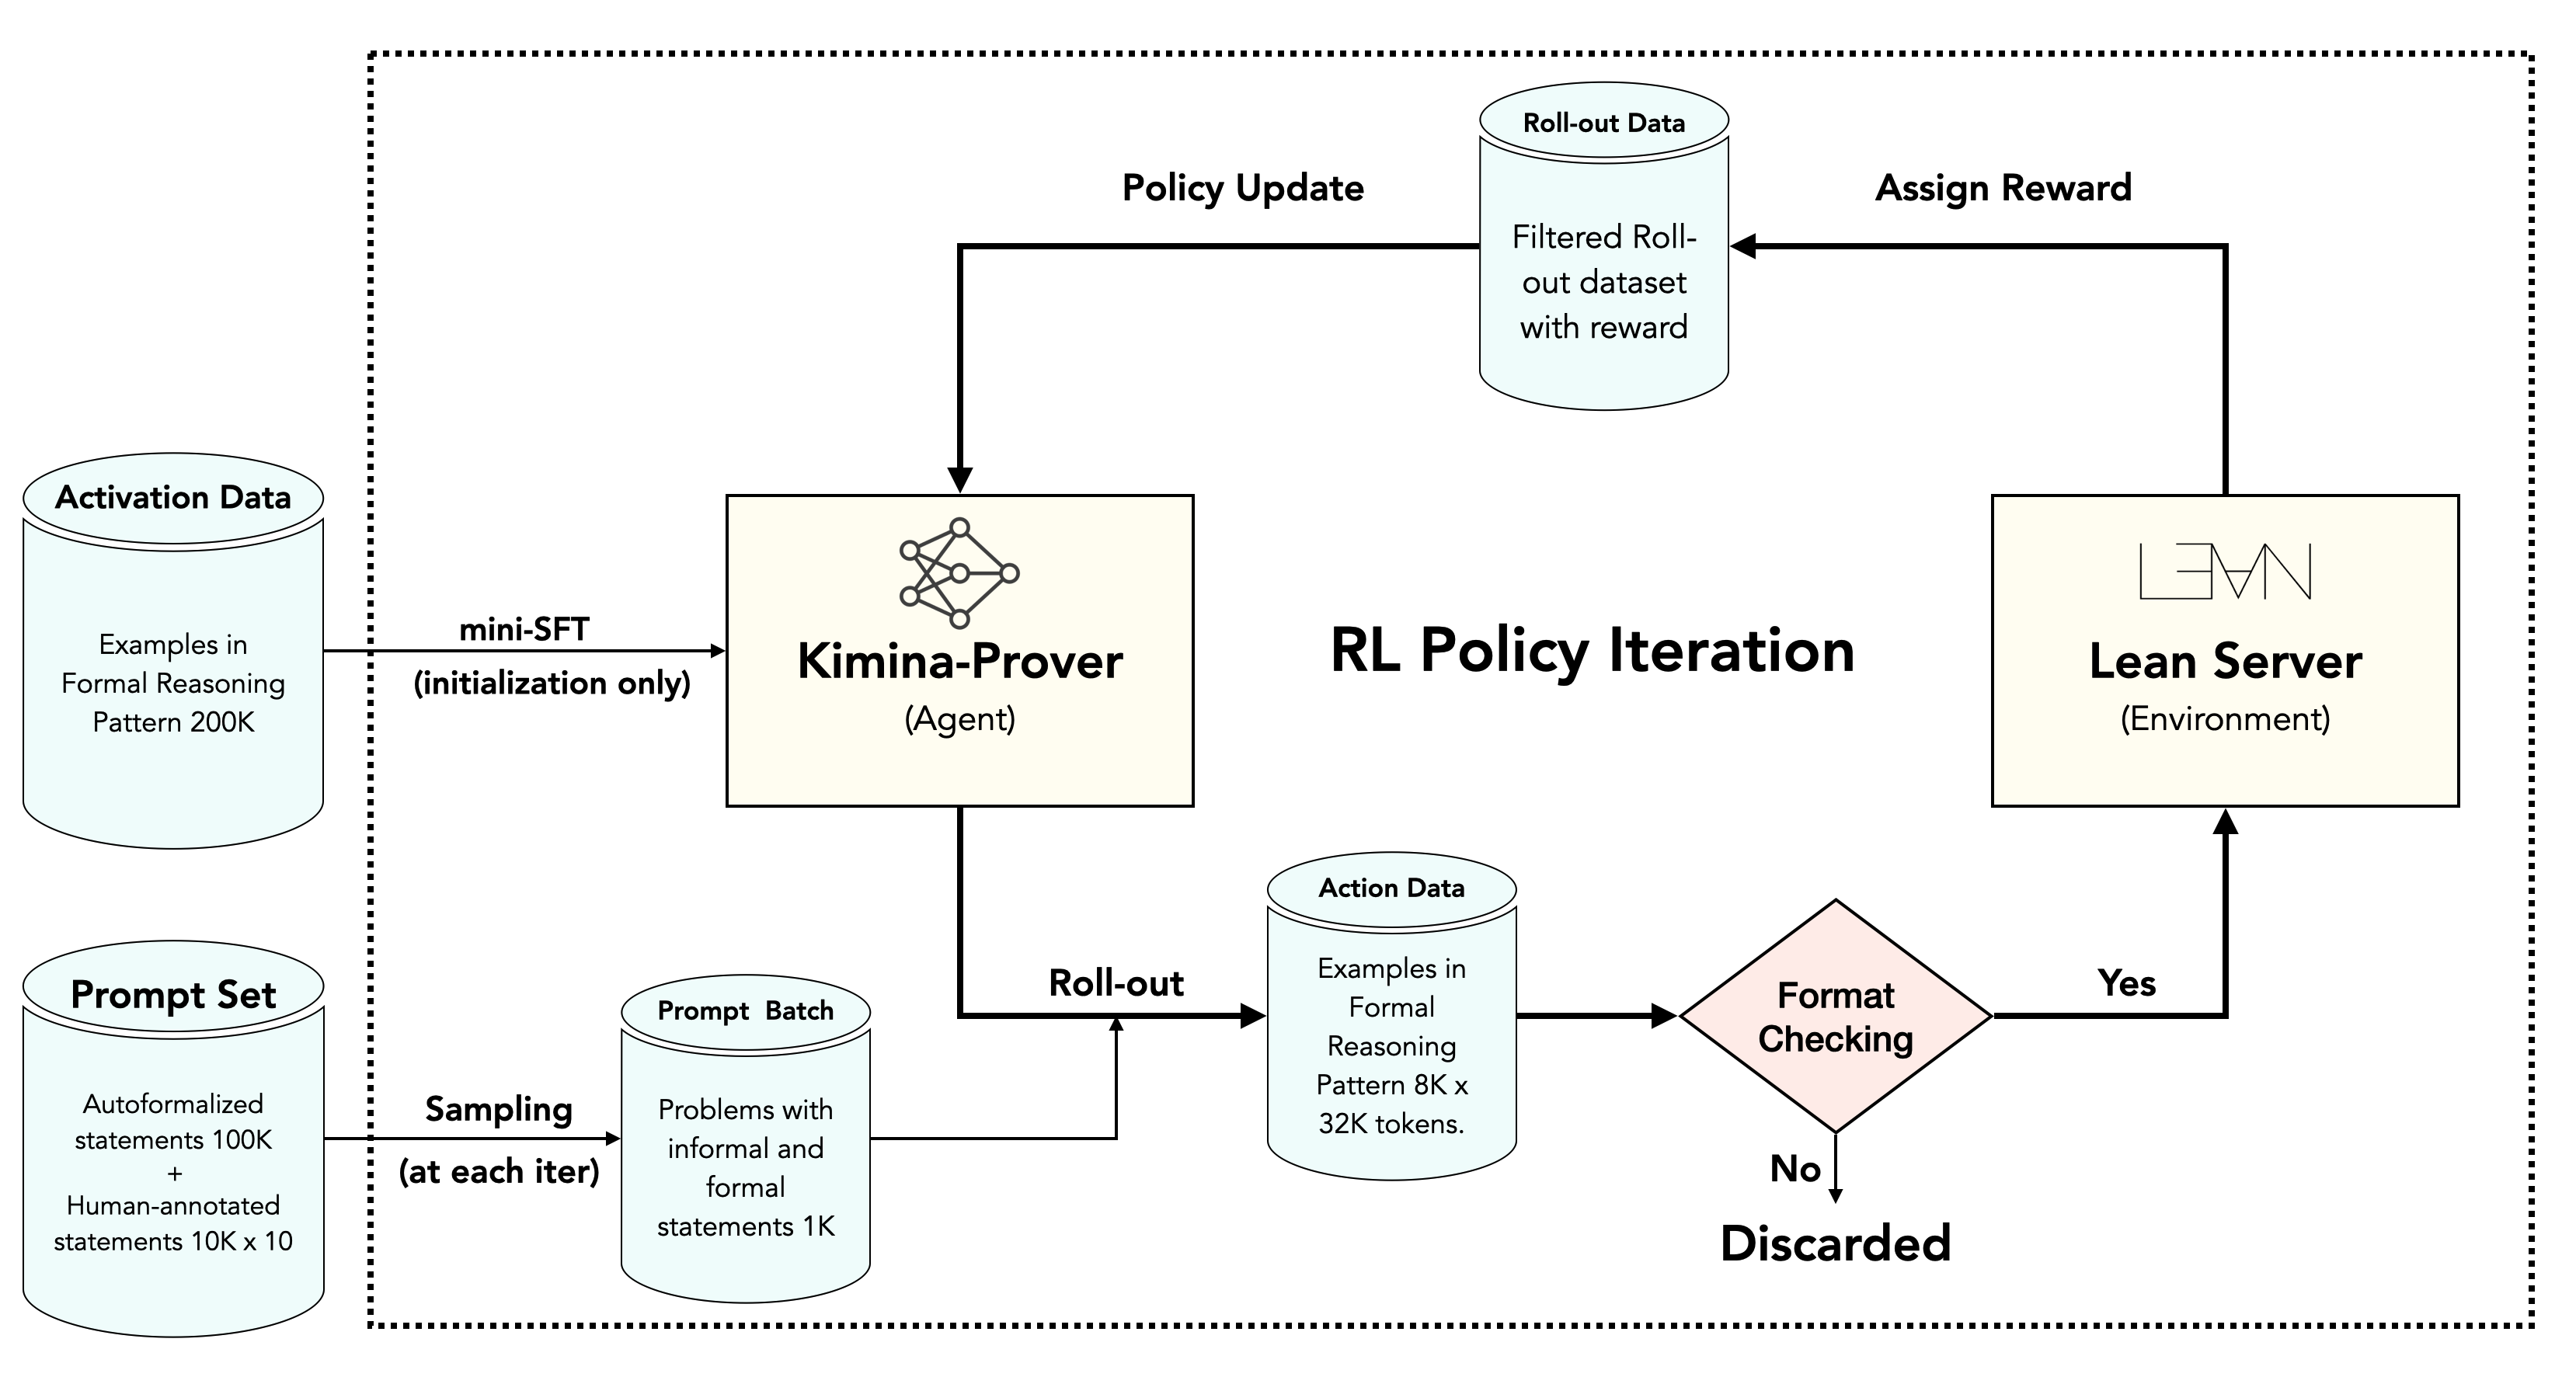 Roll-out Data
Filtered Roll-
out dataset
with reward
Policy Update
Assign Reward
Activation Data
Examples in
Formal Reasoning
Pattern 200K
mini-SFT
(initialization only)
Kimina-Prover
(Agent)
RL Policy Iteration
LEAN
Lean Server
(Environment)
Prompt Set
Autoformalized
statements 100K
+
Human-annotated
statements 10K x 10
Sampling
(at each iter)
Prompt Batch
Problems with
informal and
formal
statements 1K
Roll-out
Action Data
Examples in
Formal
Reasoning
Pattern 8K x
32K tokens.
Format
Checking
Yes
No
Discarded